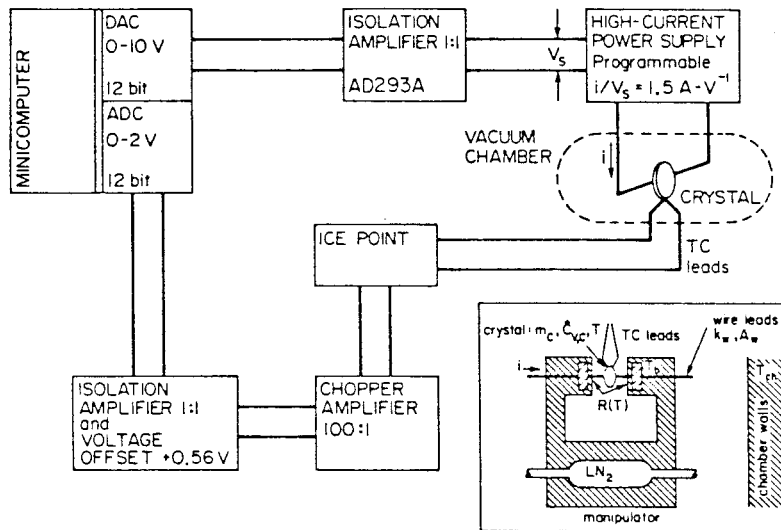 MINICOMPUTER
DAC
0-10 V
12 bit
ADC
0-2 V
12 bit
ISOLATION
AMPLIFIER 1:1
AD293A
V_s
HIGH-CURRENT
POWER SUPPLY
Programmable
i/V_s = 1.5 A·V⁻¹
VACUUM
CHAMBER
i
CRYSTAL
TC
leads
ICE POINT
ISOLATION
AMPLIFIER 1:1
and
VOLTAGE
OFFSET +0.56 V
CHOPPER
AMPLIFIER
100:1
crystal: m_c, Ĉ_v,c, T
TC leads
wire leads
k_w, A_w
i
T_b
R(T)
LN₂
manipulator
T_ch
chamber walls